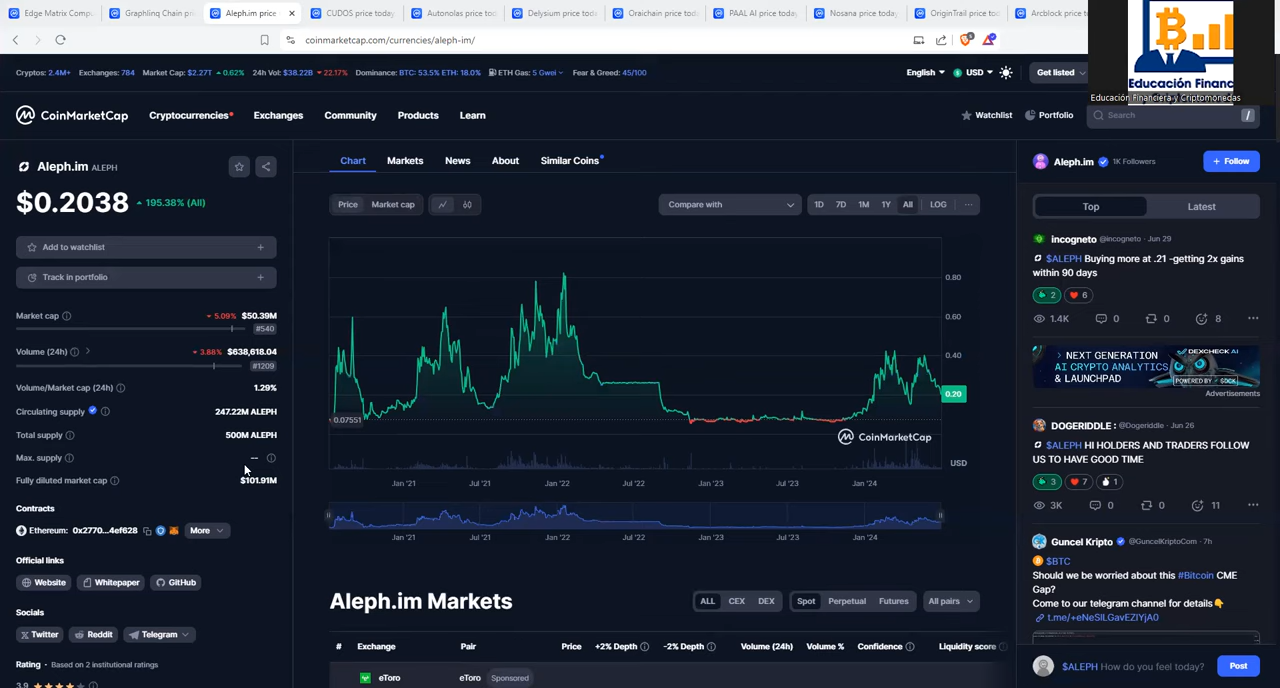 Edge Matrix Comput
Graphlinq Chain pri
Aleph.im price
CUDOS price today
Autonolas price tod
Delysium price toda
Oraichain price tod
PAAL AI price today
Nosana price today
OriginTrail price tod
Arcblock price to
coinmarketcap.com/currencies/aleph-im/
Cryptos: 2.4M+ Exchanges: 784 Market Cap: $2.27T 0.62% 24h Vol: $38.22B 22.17% Dominance: BTC: 53.5% ETH: 18.0% ETH Gas: 5 Gwei Fear & Greed: 45/100
English USD Get listed
Educación Financ
Educación Financiera y Criptomonedas
CoinMarketCap Cryptocurrencies Exchanges Community Products Learn
Watchlist Portfolio Search /
Aleph.im ALEPH
$0.2038 195.38% (All)
Add to watchlist +
Track in portfolio +
Market cap 5.09% $50.39M
#540
Volume (24h) 3.88% $638,618.04
#1209
Volume/Market cap (24h) 1.29%
Circulating supply 247.22M ALEPH
Total supply 500M ALEPH
Max. supply --
Fully diluted market cap $101.91M
Contracts
Ethereum: 0x2770...4ef628 More
Official links
Website Whitepaper GitHub
Socials
Twitter Reddit Telegram
Rating · Based on 2 institutional ratings
3.9
Chart Markets News About Similar Coins
Price Market cap
Compare with
1D 7D 1M 1Y All LOG ...
0.80
0.60
0.40
0.20
0.07551
CoinMarketCap
USD
Jan '21 Jul '21 Jan '22 Jul '22 Jan '23 Jul '23 Jan '24
Jan '21 Jul '21 Jan '22 Jul '22 Jan '23 Jul '23 Jan '24
Aleph.im Markets
ALL CEX DEX Spot Perpetual Futures All pairs
# Exchange Pair Price +2% Depth -2% Depth Volume (24h) Volume % Confidence Liquidity score
eToro eToro Sponsored
Aleph.im 1K Followers + Follow
Top Latest
incogneto @incogneto · Jun 29
$ALEPH Buying more at .21 -getting 2x gains
within 90 days
2 6
1.4K 0 0 8 ...
NEXT GENERATION
AI CRYPTO ANALYTICS
& LAUNCHPAD
DEXCHECK AI
POWERED BY $DCK
Advertisements
DOGERIDDLE : @Dogeriddle · Jun 26
$ALEPH HI HOLDERS AND TRADERS FOLLOW
US TO HAVE GOOD TIME
3 7 1
3K 0 0 11 ...
Guncel Kripto @GuncelKriptoCom · 7h
$BTC
Should we be worried about this #Bitcoin CME
Gap?
Come to our telegram channel for details👇
$ALEPH How do you feel today? Post